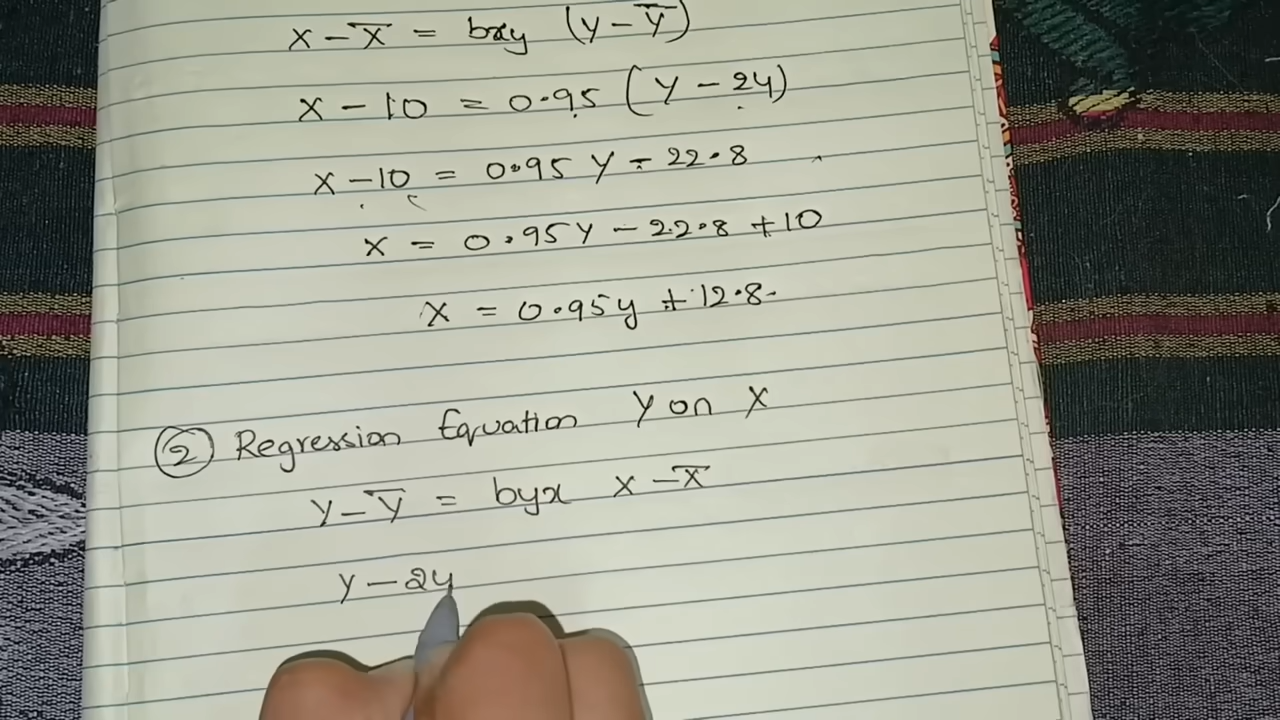 X - X̅ = bxy (Y - Y̅)
X - 10 = 0.95 (Y - 24)
X - 10 = 0.95 Y - 22.8
X = 0.95Y - 22.8 + 10
X = 0.95y + 12.8
② Regression Equation Y on X
Y - Y̅ = byx X - X̅
Y - 24